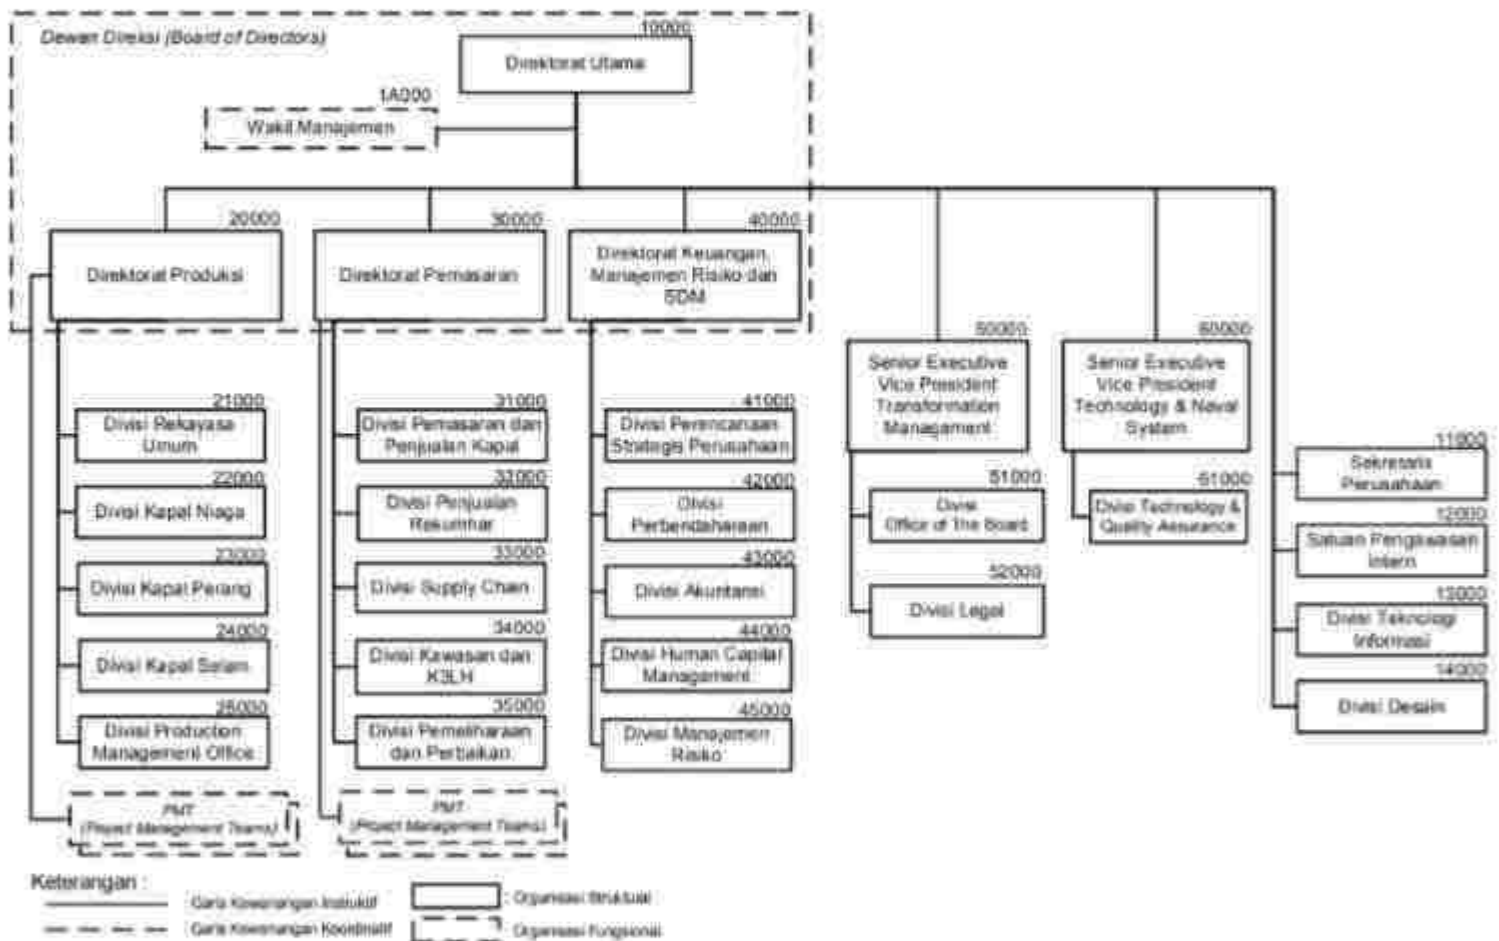 Dewan Direksi (Board of Directors)
10000
Direktorat Utama
1A000
Wakil Manajemen
20000
Direktorat Produksi
30000
Direktorat Pemasaran
40000
Direktorat Keuangan,
Manajemen Risiko dan
SDM
50000
Senior Executive
Vice President
Transformation
Management
60000
Senior Executive
Vice President
Technology & Naval
System
21000
Divisi Rekayasa
Umum
22000
Divisi Kapal Niaga
23000
Divisi Kapal Perang
24000
Divisi Kapal Selam
25000
Divisi Production
Management Office
PMT
(Project Management Teams)
31000
Divisi Pemasaran dan
Penjualan Kapal
32000
Divisi Penjualan
Rekumhar
33000
Divisi Supply Chain
34000
Divisi Kawasan dan
K3LH
35000
Divisi Pemeliharaan
dan Perbaikan
PMT
(Project Management Teams)
41000
Divisi Perencanaan
Strategis Perusahaan
42000
Divisi
Perbendaharaan
43000
Divisi Akuntansi
44000
Divisi Human Capital
Management
45000
Divisi Manajemen
Risiko
51000
Divisi
Office of The Board
52000
Divisi Legal
61000
Divisi Technology &
Quality Assurance
11000
Sekretaris
Perusahaan
12000
Satuan Pengawasan
Intern
13000
Divisi Teknologi
Informasi
14000
Divisi Desain
Keterangan :
Garis Kewenangan Instruktif
: Organisasi Struktual
Garis Kewenangan Koordinatif
: Organisasi Fungsional